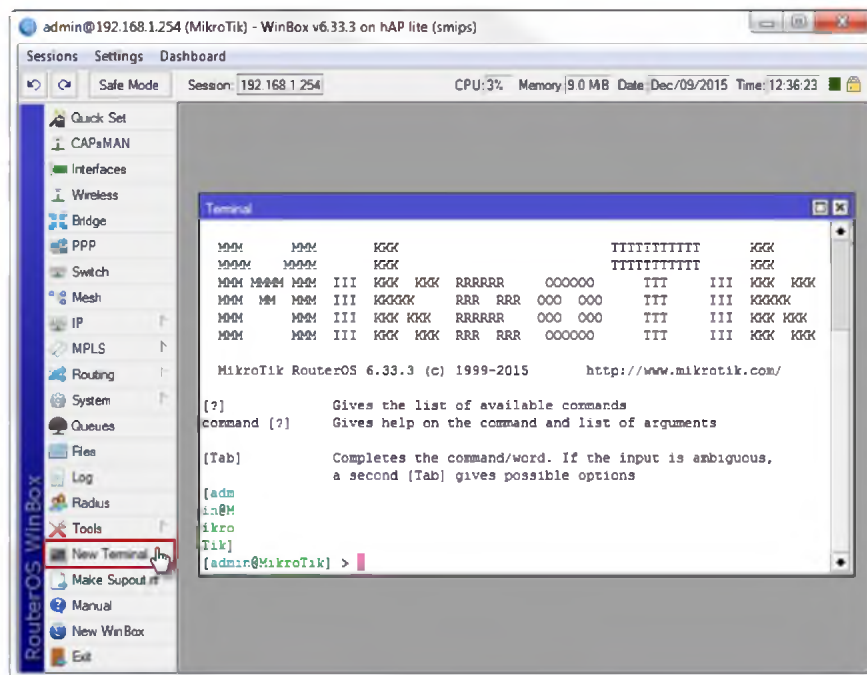 admin@192.168.1.254 (MikroTik) - WinBox v6.33.3 on hAP lite (smips)
Sessions Settings Dashboard
Safe Mode Session: 192.168.1.254 CPU: 3% Memory: 9.0 MiB Date: Dec/09/2015 Time: 12:36:23
Quick Set
CAPsMAN
Interfaces
Wireless
Bridge
PPP
Switch
Mesh
IP
MPLS
Routing
System
Queues
Files
Log
Radius
Tools
New Terminal
Make Supout.rif
Manual
New WinBox
Exit
RouterOS WinBox
Terminal
MMM      MMM       KKK                          TTTTTTTTTTT      KKK
MMMM    MMMM       KKK                          TTTTTTTTTTT      KKK
MMM MMMM MMM  III  KKK  KKK  RRRRRR     OOOOOO      TTT     III  KKK  KKK
MMM  MM  MMM  III  KKKKK     RRR  RRR  OOO  OOO     TTT     III  KKKKK
MMM      MMM  III  KKK KKK   RRRRRR    OOO  OOO     TTT     III  KKK KKK
MMM      MMM  III  KKK  KKK  RRR  RRR   OOOOOO      TTT     III  KKK  KKK
MikroTik RouterOS 6.33.3 (c) 1999-2015       http://www.mikrotik.com/
[?]             Gives the list of available commands
command [?]     Gives help on the command and list of arguments
[Tab]           Completes the command/word. If the input is ambiguous,
a second [Tab] gives possible options
[adm
in@M
ikro
Tik]
[admin@MikroTik] >